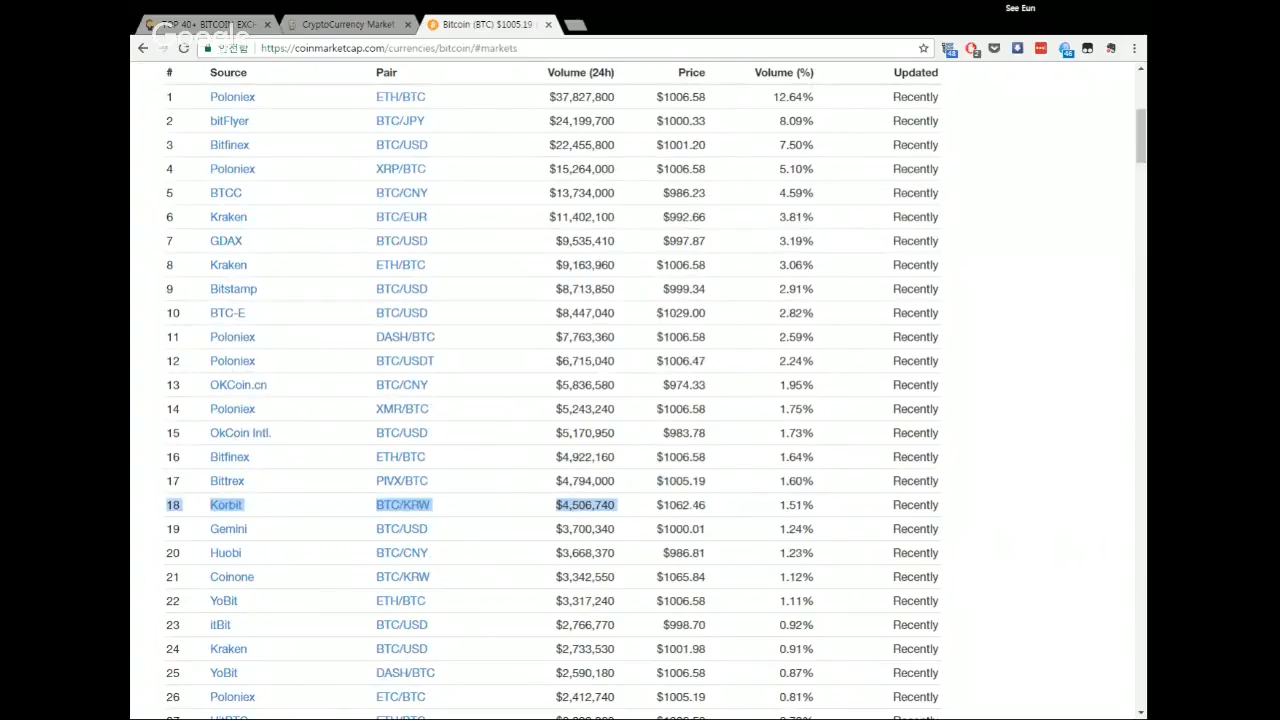 See Eun
TOP 40+ BITCOIN EXCH
CryptoCurrency Market
Bitcoin (BTC) $1005.19
Google
안전함 https://coinmarketcap.com/currencies/bitcoin/#markets
# Source Pair Volume (24h) Price Volume (%) Updated
1 Poloniex ETH/BTC $37,827,800 $1006.58 12.64% Recently
2 bitFlyer BTC/JPY $24,199,700 $1000.33 8.09% Recently
3 Bitfinex BTC/USD $22,455,800 $1001.20 7.50% Recently
4 Poloniex XRP/BTC $15,264,000 $1006.58 5.10% Recently
5 BTCC BTC/CNY $13,734,000 $986.23 4.59% Recently
6 Kraken BTC/EUR $11,402,100 $992.66 3.81% Recently
7 GDAX BTC/USD $9,535,410 $997.87 3.19% Recently
8 Kraken ETH/BTC $9,163,960 $1006.58 3.06% Recently
9 Bitstamp BTC/USD $8,713,850 $999.34 2.91% Recently
10 BTC-E BTC/USD $8,447,040 $1029.00 2.82% Recently
11 Poloniex DASH/BTC $7,763,360 $1006.58 2.59% Recently
12 Poloniex BTC/USDT $6,715,040 $1006.47 2.24% Recently
13 OKCoin.cn BTC/CNY $5,836,580 $974.33 1.95% Recently
14 Poloniex XMR/BTC $5,243,240 $1006.58 1.75% Recently
15 OkCoin Intl. BTC/USD $5,170,950 $983.78 1.73% Recently
16 Bitfinex ETH/BTC $4,922,160 $1006.58 1.64% Recently
17 Bittrex PIVX/BTC $4,794,000 $1005.19 1.60% Recently
18 Korbit BTC/KRW $4,506,740 $1062.46 1.51% Recently
19 Gemini BTC/USD $3,700,340 $1000.01 1.24% Recently
20 Huobi BTC/CNY $3,668,370 $986.81 1.23% Recently
21 Coinone BTC/KRW $3,342,550 $1065.84 1.12% Recently
22 YoBit ETH/BTC $3,317,240 $1006.58 1.11% Recently
23 itBit BTC/USD $2,766,770 $998.70 0.92% Recently
24 Kraken BTC/USD $2,733,530 $1001.98 0.91% Recently
25 YoBit DASH/BTC $2,590,180 $1006.58 0.87% Recently
26 Poloniex ETC/BTC $2,412,740 $1005.19 0.81% Recently